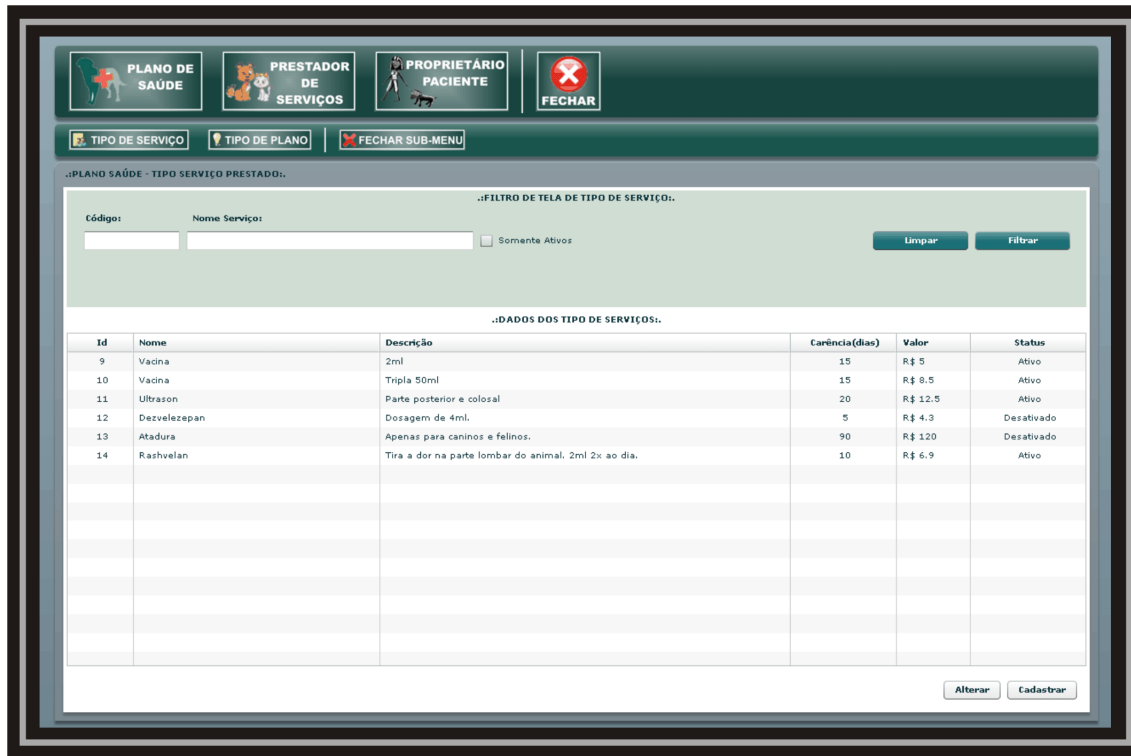 PLANO DE
SAÚDE
PRESTADOR
DE
SERVIÇOS
PROPRIETÁRIO
PACIENTE
FECHAR
TIPO DE SERVIÇO
TIPO DE PLANO
FECHAR SUB-MENU
.:PLANO SAÚDE - TIPO SERVIÇO PRESTADO:.
.:FILTRO DE TELA DE TIPO DE SERVIÇO:.
Código: Nome Serviço:
Somente Ativos Limpar Filtrar
.:DADOS DOS TIPO DE SERVIÇOS:.
Id Nome Descrição Carência(dias) Valor Status
9 Vacina 2ml 15 R$ 5 Ativo
10 Vacina Tripla 50ml 15 R$ 8.5 Ativo
11 Ultrason Parte posterior e colosal 20 R$ 12.5 Ativo
12 Dezvelezepan Dosagem de 4ml. 5 R$ 4.3 Desativado
13 Atadura Apenas para caninos e felinos. 90 R$ 120 Desativado
14 Rashvelan Tira a dor na parte lombar do animal. 2ml 2x ao dia. 10 R$ 6.9 Ativo
Alterar Cadastrar